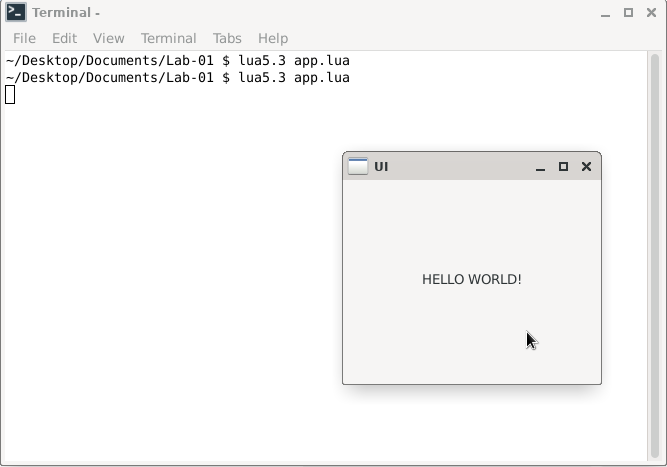 Terminal -
File Edit View Terminal Tabs Help
~/Desktop/Documents/Lab-01 $ lua5.3 app.lua
~/Desktop/Documents/Lab-01 $ lua5.3 app.lua
UI
HELLO WORLD!